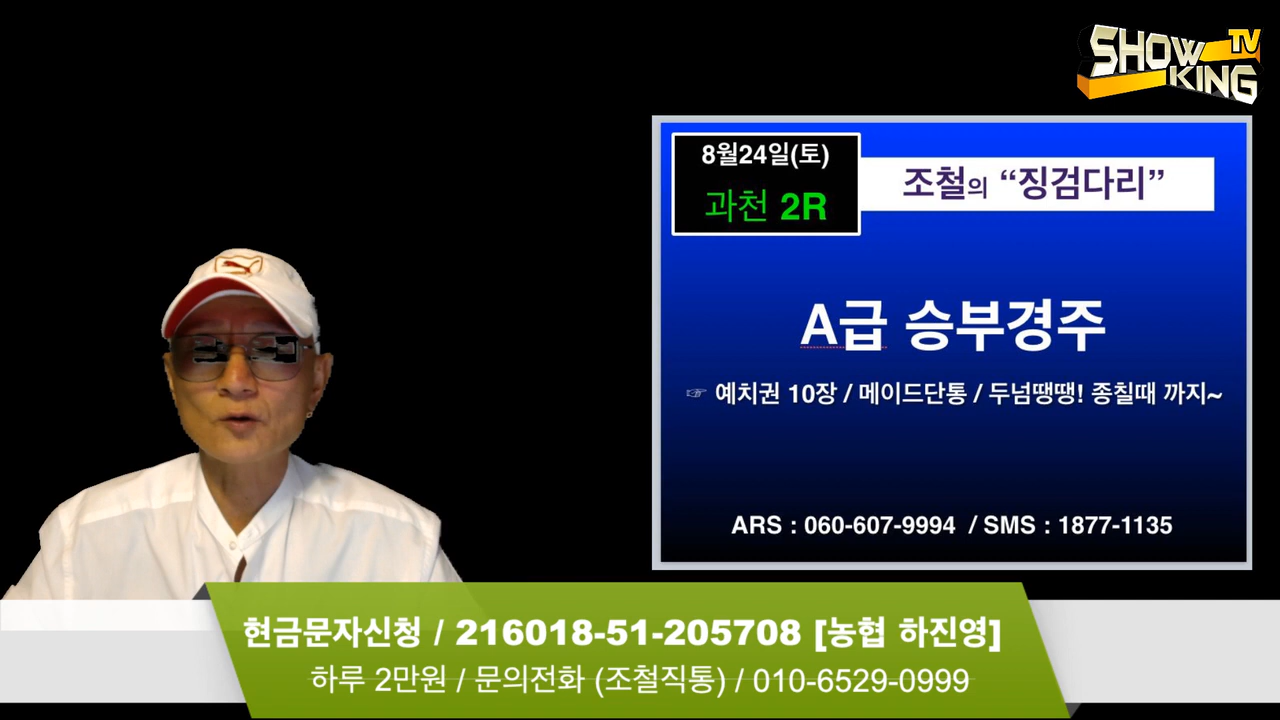 SHOW TV
KING
8월24일(토)
과천 2R
조철의 “징검다리”
A급 승부경주
☞ 예치권 10장 / 메이드단통 / 두넘땡땡! 종칠때 까지~
ARS : 060-607-9994 / SMS : 1877-1135
현금문자신청 / 216018-51-205708 [농협 하진영]
하루 2만원 / 문의전화 (조철직통) / 010-6529-0999